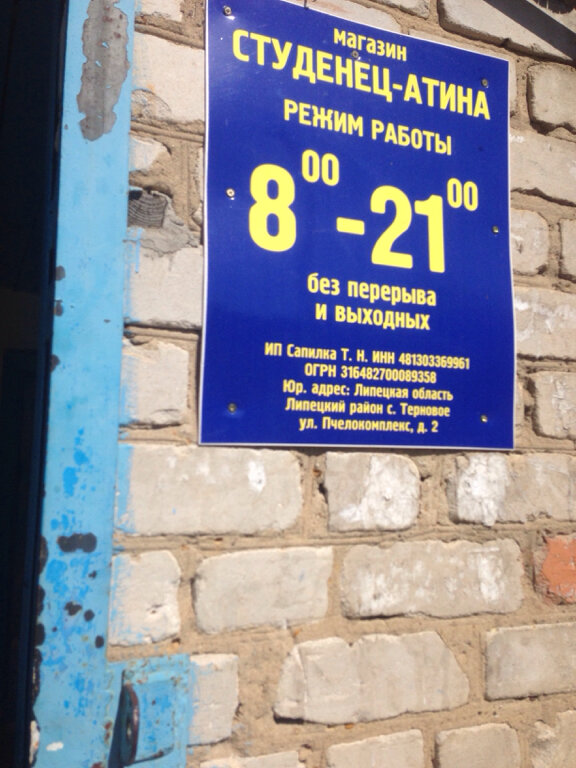 магазин
СТУДЕНЕЦ-АТИНА
РЕЖИМ РАБОТЫ
8 00 - 21 00
без перерыва
и выходных
ИП Сапилка Т. Н. ИНН 481303369961
ОГРН 316482700089358
Юр. адрес: Липецкая область
Липецкий район с. Терновое
ул. Пчелокомплекс, д. 2